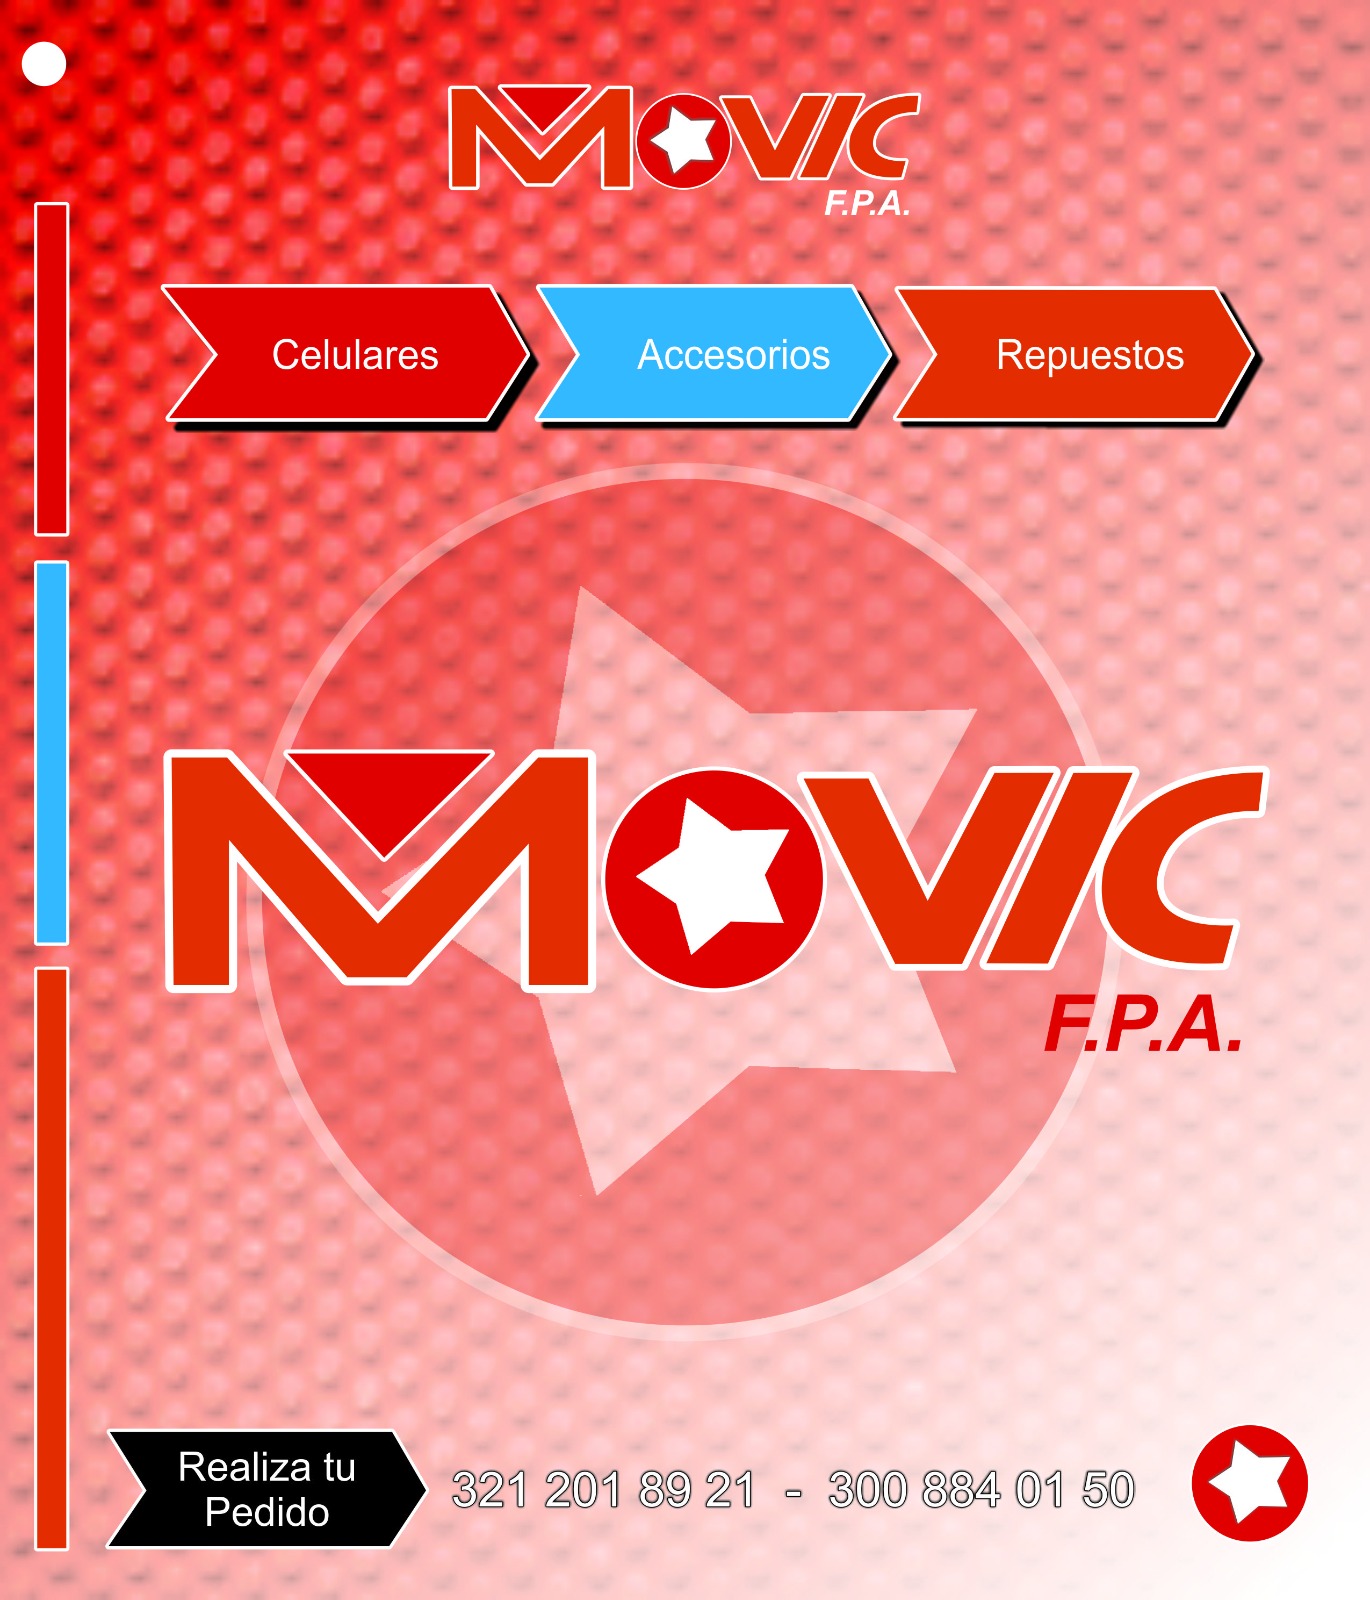 MOVIC
F.P.A.
Celulares
Accesorios
Repuestos
MOVIC
F.P.A.
Realiza tu
Pedido
321 201 89 21 - 300 884 01 50